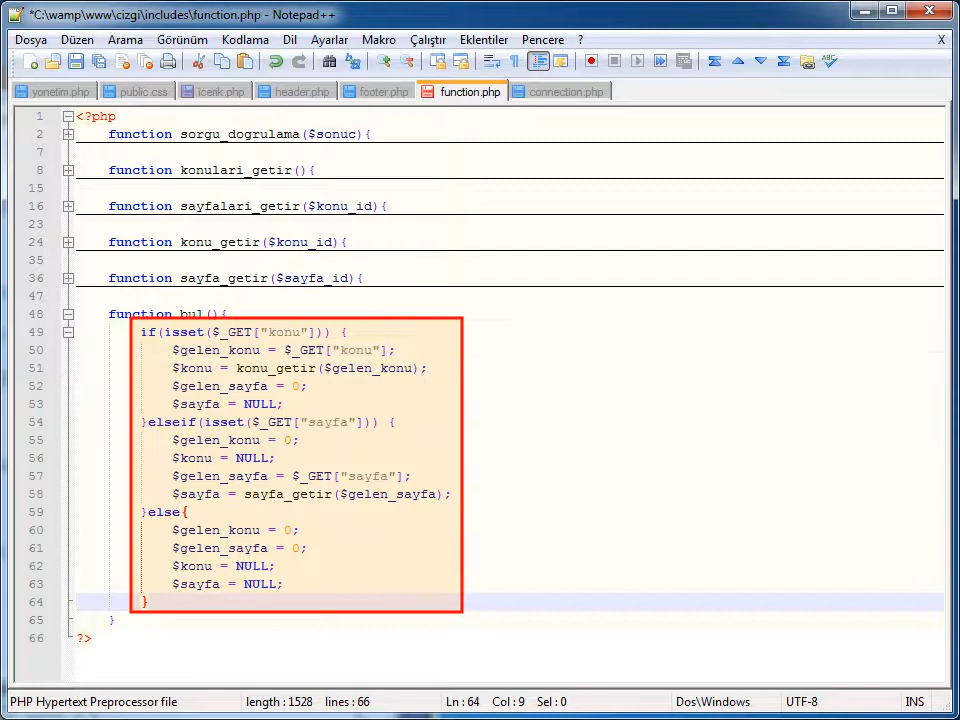 *C:\wamp\www\cizgi\includes\function.php - Notepad++
Dosya Düzen Arama Görünüm Kodlama Dil Ayarlar Makro Çalıştır Eklentiler Pencere ? X
yonetim.php public.css icerik.php header.php footer.php function.php connection.php
1 <?php
2 function sorgu_dogrulama($sonuc){
7
8 function konulari_getir(){
15
16 function sayfalari_getir($konu_id){
23
24 function konu_getir($konu_id){
35
36 function sayfa_getir($sayfa_id){
47
48 function bul(){
49 if(isset($_GET["konu"])) {
50 $gelen_konu = $_GET["konu"];
51 $konu = konu_getir($gelen_konu);
52 $gelen_sayfa = 0;
53 $sayfa = NULL;
54 }elseif(isset($_GET["sayfa"])) {
55 $gelen_konu = 0;
56 $konu = NULL;
57 $gelen_sayfa = $_GET["sayfa"];
58 $sayfa = sayfa_getir($gelen_sayfa);
59 }else{
60 $gelen_konu = 0;
61 $gelen_sayfa = 0;
62 $konu = NULL;
63 $sayfa = NULL;
64 }
65 }
66 ?>
PHP Hypertext Preprocessor file length : 1528 lines : 66 Ln : 64 Col : 9 Sel : 0 Dos\Windows UTF-8 INS